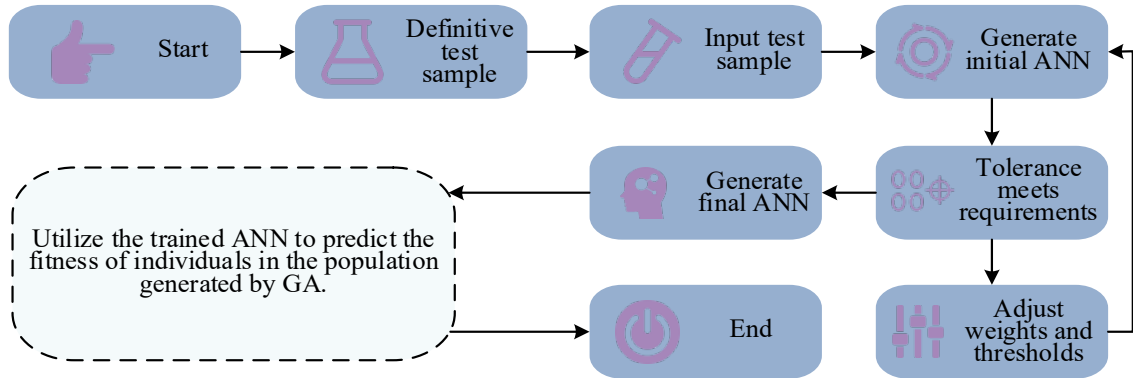 Start
Definitive
test
sample
Input test
sample
Generate
initial ANN
Tolerance
meets
requirements
Generate
final ANN
Utilize the trained ANN to predict the
fitness of individuals in the population
generated by GA.
Adjust
weights and
thresholds
End